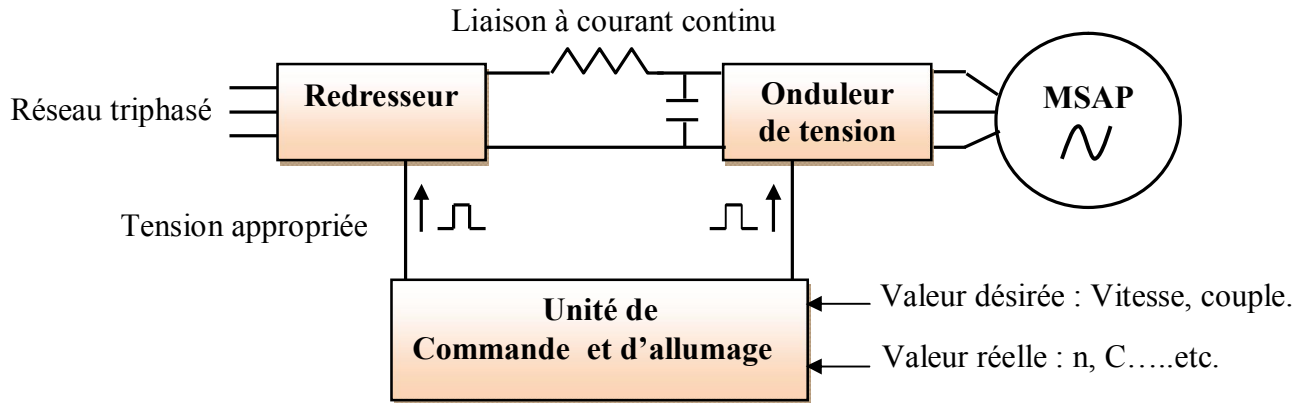 Liaison à courant continu
Réseau triphasé
Redresseur
Onduleur
de tension
MSAP
Tension appropriée
Unité de
Commande et d’allumage
Valeur désirée : Vitesse, couple.
Valeur réelle : n, C…..etc.